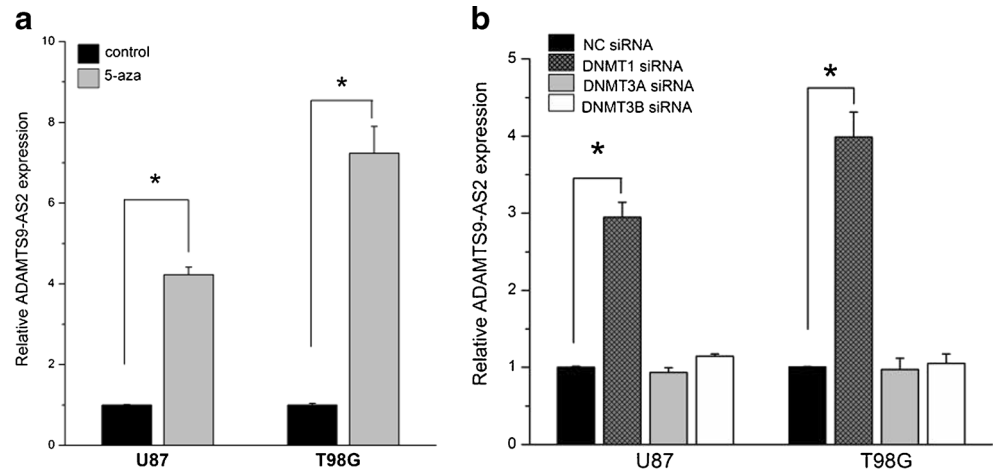 a
10
8
6
4
2
0
Relative ADAMTS9-AS2 expression
control
5-aza
*
*
U87
T98G
b
5
4
3
2
1
0
Relative ADAMTS9-AS2 expression
NC siRNA
DNMT1 siRNA
DNMT3A siRNA
DNMT3B siRNA
*
*
U87
T98G